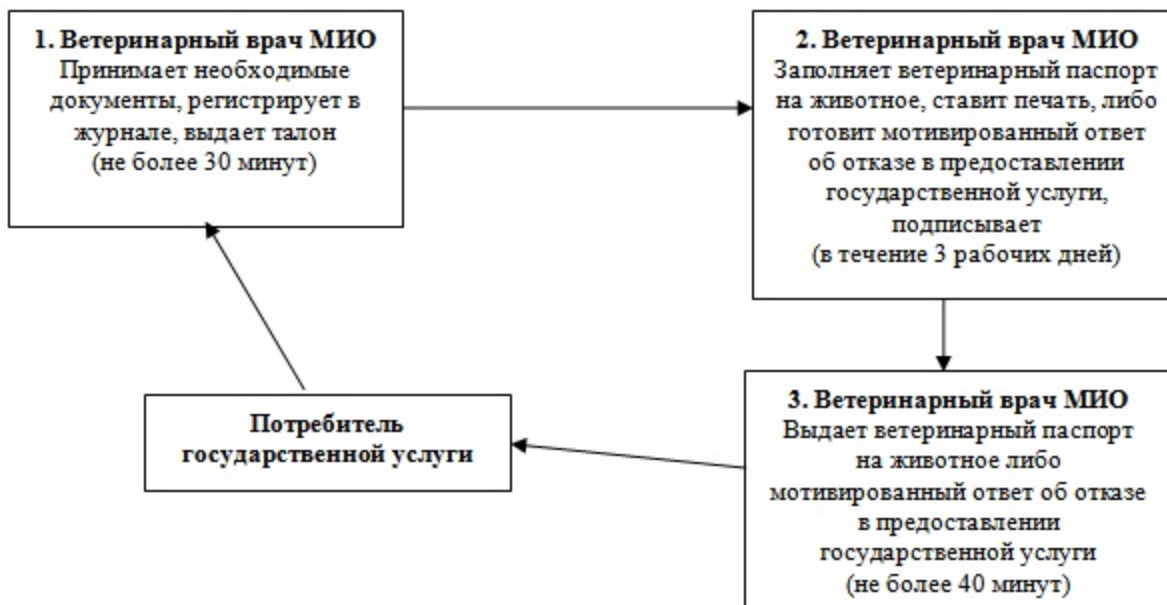 1. Ветеринарный врач МИО
Принимает необходимые
документы, регистрирует в
журнале, выдает талон
(не более 30 минут)
2. Ветеринарный врач МИО
Заполняет ветеринарный паспорт
на животное, ставит печать, либо
готовит мотивированный ответ
об отказе в предоставлении
государственной услуги,
подписывает
(в течение 3 рабочих дней)
3. Ветеринарный врач МИО
Выдает ветеринарный паспорт
на животное либо
мотивированный ответ об отказе
в предоставлении
государственной услуги
(не более 40 минут)
Потребитель
государственной услуги